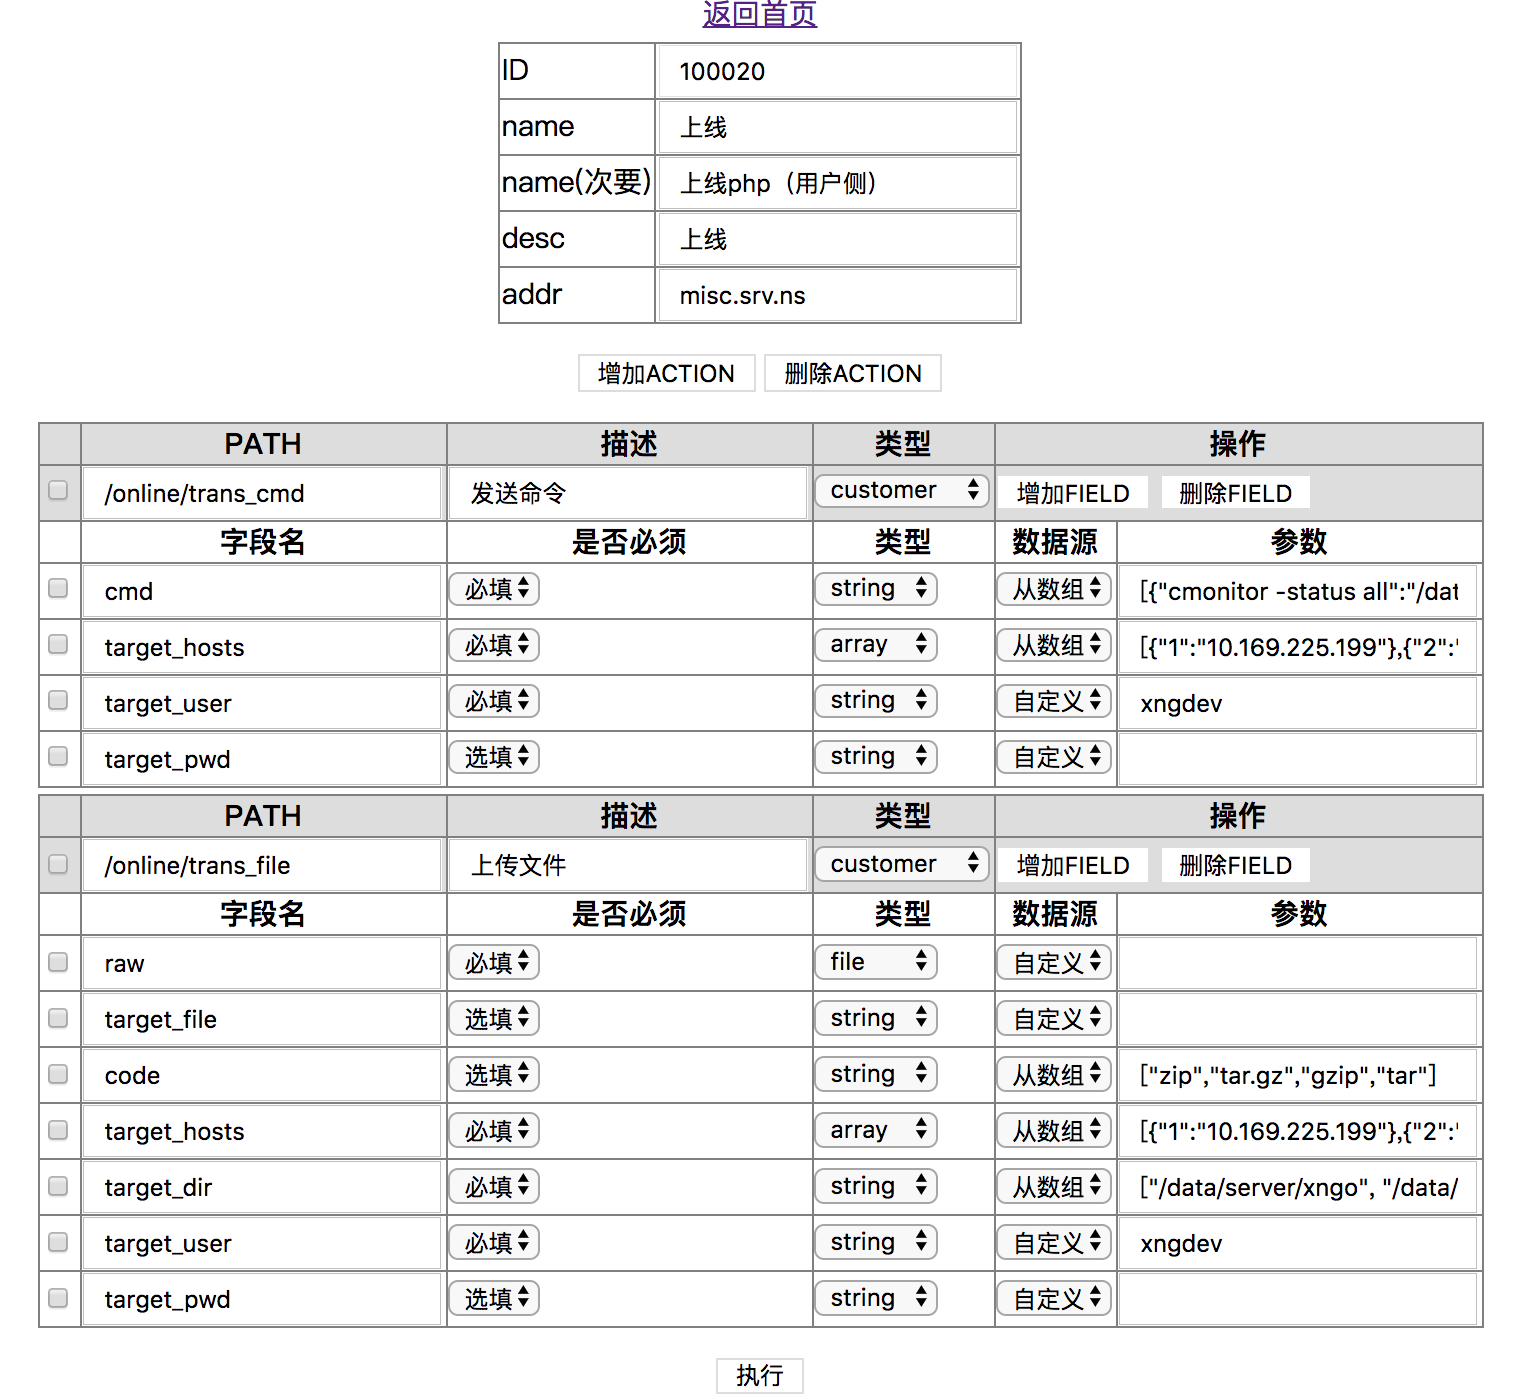 返回首页
ID 100020
name 上线
name(次要) 上线php（用户侧）
desc 上线
addr misc.srv.ns
增加ACTION 删除ACTION
PATH 描述 类型 操作
/online/trans_cmd 发送命令 customer 增加FIELD 删除FIELD
字段名 是否必须 类型 数据源 参数
cmd 必填 string 从数组 [{"cmonitor -status all":"/dat
target_hosts 必填 array 从数组 [{"1":"10.169.225.199"},{"2":"
target_user 必填 string 自定义 xngdev
target_pwd 选填 string 自定义
PATH 描述 类型 操作
/online/trans_file 上传文件 customer 增加FIELD 删除FIELD
字段名 是否必须 类型 数据源 参数
raw 必填 file 自定义
target_file 选填 string 自定义
code 选填 string 从数组 ["zip","tar.gz","gzip","tar"]
target_hosts 必填 array 从数组 [{"1":"10.169.225.199"},{"2":"
target_dir 必填 string 从数组 ["/data/server/xngo", "/data/
target_user 必填 string 自定义 xngdev
target_pwd 选填 string 自定义
执行